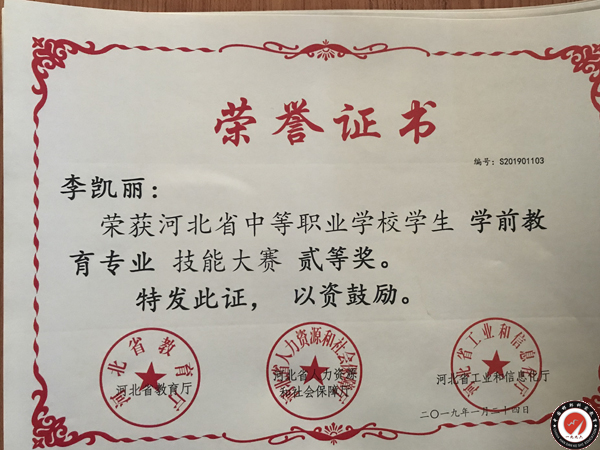 荣誉证书
编号：S201901103
李凯丽：
荣获河北省中等职业学校学生 学前教
育专业 技能大赛 贰等奖。
特发此证， 以资鼓励。
河北省教育厅
河北省教育厅
河北省人力资源和社会保障厅
河北省人力资源
和社会保障厅
河北省工业和信息化厅
河北省工业和信息化厅
二〇一九年一月二十四日